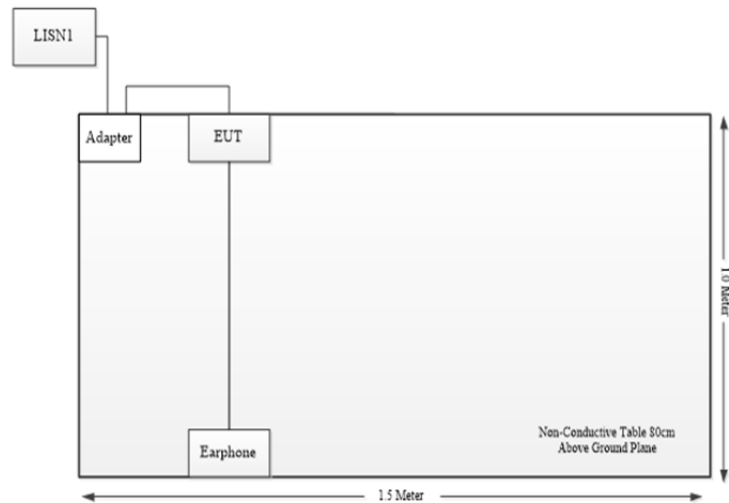 LISN1
Adapter
EUT
1.0 Meter
Earphone
Non-Conductive Table 80cm
Above Ground Plane
1.5 Meter